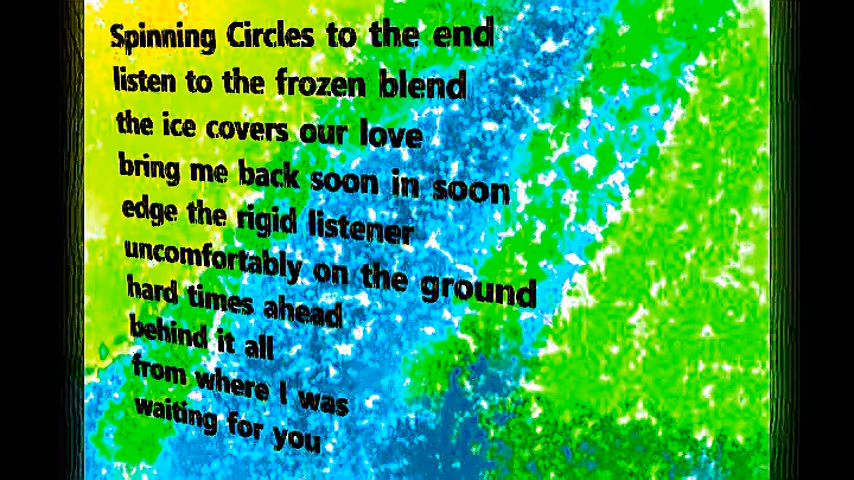 Spinning Circles to the end
listen to the frozen blend
the ice covers our love
bring me back soon in soon
edge the rigid listener
uncomfortably on the ground
hard times ahead
behind it all
from where I was
waiting for you